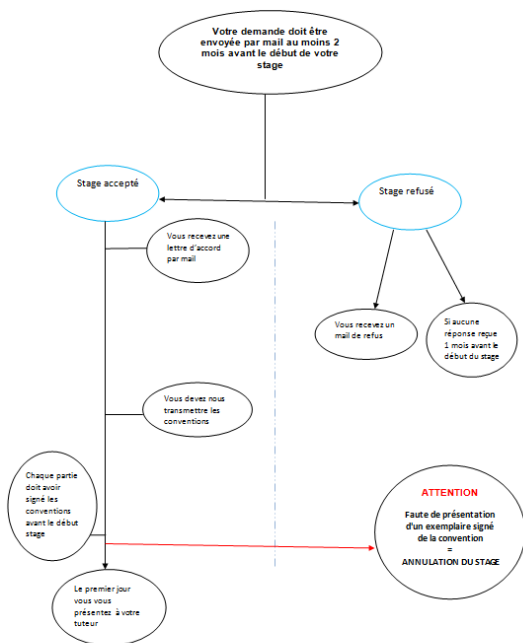 Votre demande doit être
envoyée par mail au moins 2
mois avant le début de votre
stage
Stage accepté
Stage refusé
Vous recevez une
lettre d'accord
par mail
Vous recevez un
mail de refus
Si aucune
réponse reçue
1 mois avant le
début du stage
Vous devez nous
transmettre les
conventions
Chaque partie
doit avoir
signé les
conventions
avant le début
stage
ATTENTION
Faute de présentation
d'un exemplaire signé
de la convention
=
ANNULATION DU STAGE
Le premier jour
vous vous
présentez à votre
tuteur